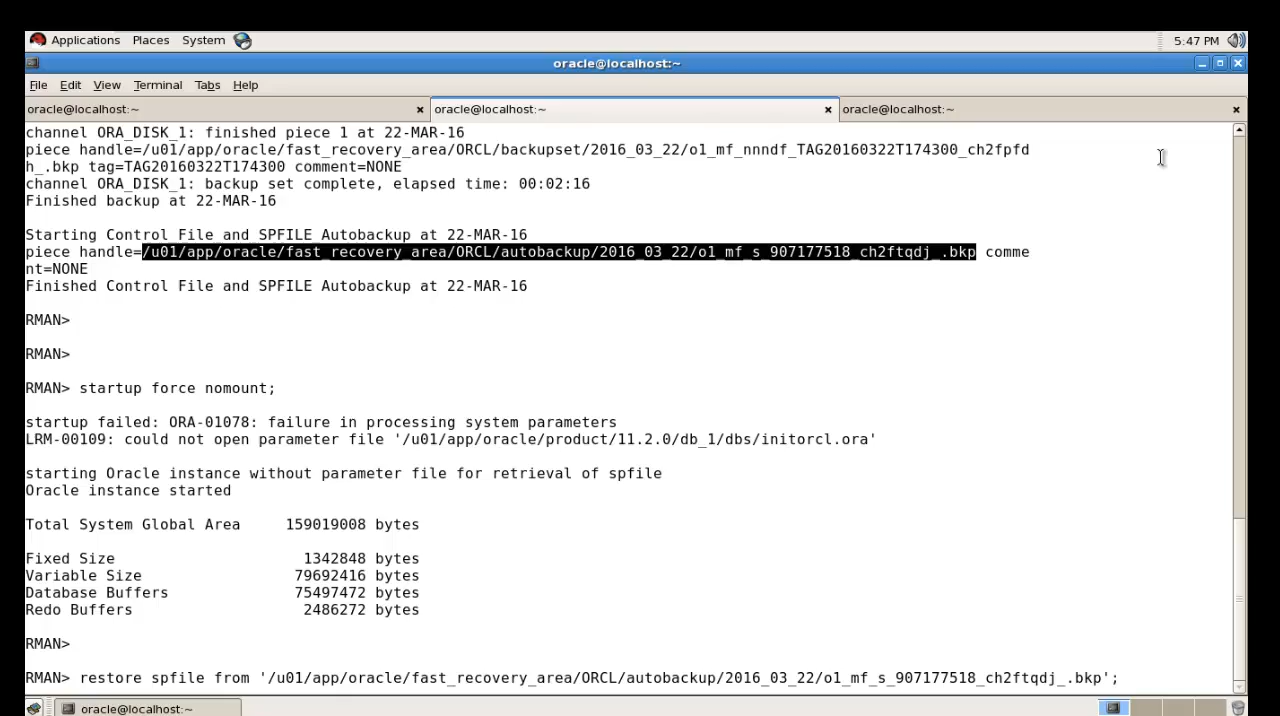 Applications Places System 5:47 PM
oracle@localhost:~
File Edit View Terminal Tabs Help
oracle@localhost:~ oracle@localhost:~ oracle@localhost:~
channel ORA_DISK_1: finished piece 1 at 22-MAR-16
piece handle=/u01/app/oracle/fast_recovery_area/ORCL/backupset/2016_03_22/o1_mf_nnndf_TAG20160322T174300_ch2fpfd
h_.bkp tag=TAG20160322T174300 comment=NONE
channel ORA_DISK_1: backup set complete, elapsed time: 00:02:16
Finished backup at 22-MAR-16
Starting Control File and SPFILE Autobackup at 22-MAR-16
piece handle=/u01/app/oracle/fast_recovery_area/ORCL/autobackup/2016_03_22/o1_mf_s_907177518_ch2ftqdj_.bkp comme
nt=NONE
Finished Control File and SPFILE Autobackup at 22-MAR-16
RMAN>
RMAN>
RMAN> startup force nomount;
startup failed: ORA-01078: failure in processing system parameters
LRM-00109: could not open parameter file '/u01/app/oracle/product/11.2.0/db_1/dbs/initorcl.ora'
starting Oracle instance without parameter file for retrieval of spfile
Oracle instance started
Total System Global Area 159019008 bytes
Fixed Size 1342848 bytes
Variable Size 79692416 bytes
Database Buffers 75497472 bytes
Redo Buffers 2486272 bytes
RMAN>
RMAN> restore spfile from '/u01/app/oracle/fast_recovery_area/ORCL/autobackup/2016_03_22/o1_mf_s_907177518_ch2ftqdj_.bkp';
oracle@localhost:~